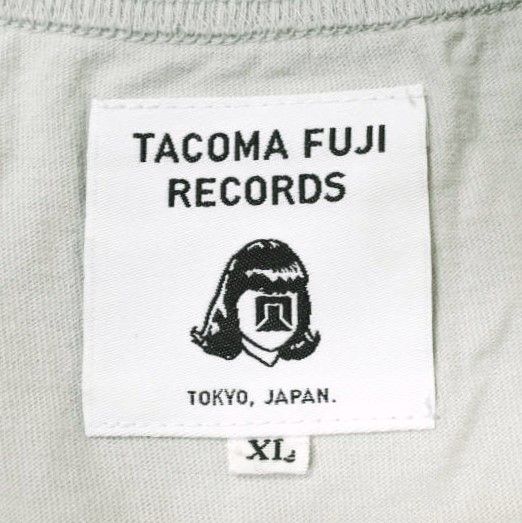 TACOMA FUJI
RECORDS
TOKYO, JAPAN.
XL